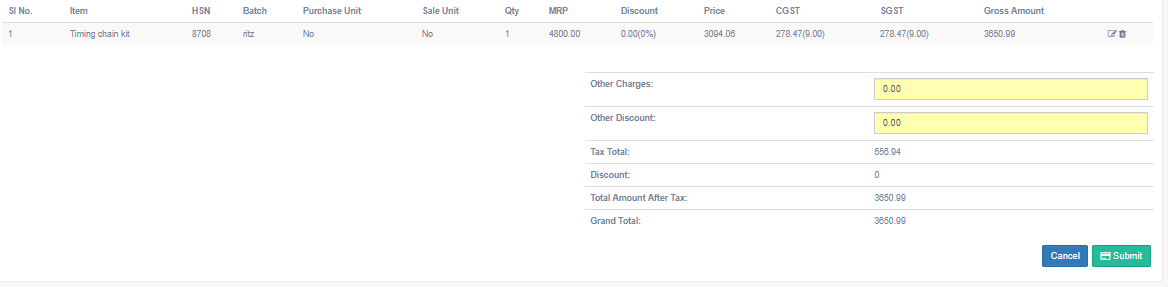 Sl No. Item HSN Batch Purchase Unit Sale Unit Qty MRP Discount Price CGST SGST Gross Amount
1 Timing chain kit 8708 ritz No No 1 4800.00 0.00(0%) 3094.06 278.47(9.00) 278.47(9.00) 3650.99
Other Charges: 0.00
Other Discount: 0.00
Tax Total: 556.94
Discount: 0
Total Amount After Tax: 3650.99
Grand Total: 3650.99
Cancel Submit